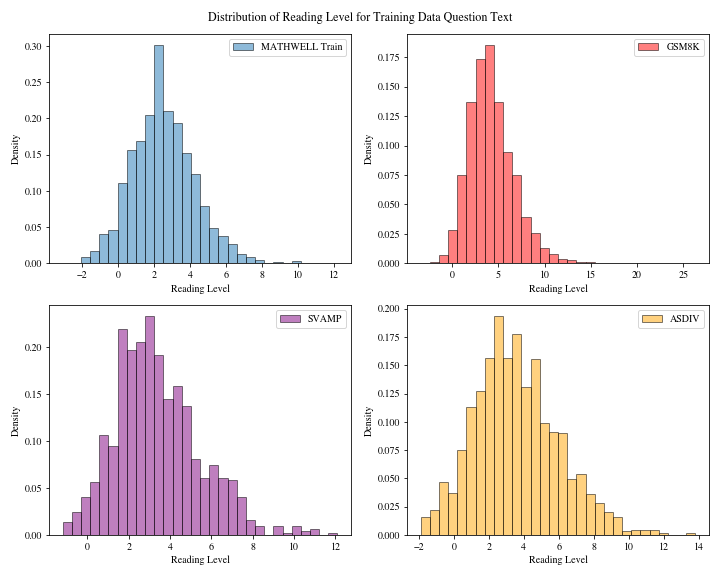 Distribution of Reading Level for Training Data Question Text
MATHWELL Train
0.30
0.25
0.20
0.15
0.10
0.05
0.00
Density
−2 0 2 4 6 8 10 12
Reading Level
GSM8K
0.175
0.150
0.125
0.100
0.075
0.050
0.025
0.000
Density
0 5 10 15 20 25
Reading Level
SVAMP
0.20
0.15
0.10
0.05
0.00
Density
0 2 4 6 8 10 12
Reading Level
ASDIV
0.200
0.175
0.150
0.125
0.100
0.075
0.050
0.025
0.000
Density
−2 0 2 4 6 8 10 12 14
Reading Level